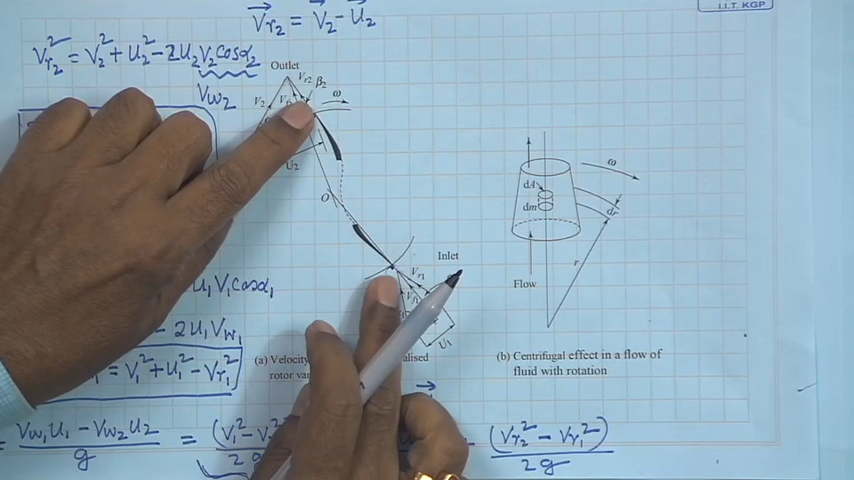 I.I.T. KGP
V⃗r₂ = V⃗₂ - U⃗₂
Vr₂² = V₂² + U₂² - 2U₂V₂cosα₂
Vw₂
Outlet
Vr2
β2
ω
V2
U2
O
Inlet
Vr1
Vf1
U1
U₁V₁cosα₁
- 2U₁Vw₁
= V₁² + U₁² - Vr₁²
(a) Velocity
rotor
ω
dA
dm
dr
r
Flow
(b) Centrifugal effect in a flow of
fluid with rotation
= Vw₁U₁ - Vw₂U₂ / g = (V₁² - V
2g
(Vr₂² - Vr₁²) / 2g